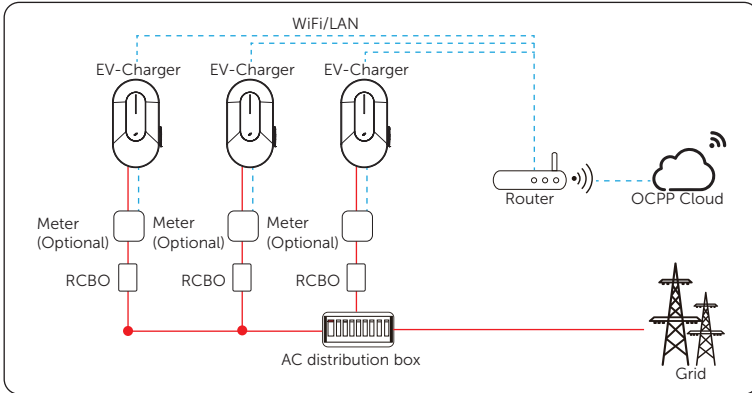 WiFi/LAN
EV-Charger
EV-Charger
EV-Charger
Router
OCPP Cloud
Meter
(Optional)
Meter
(Optional)
Meter
(Optional)
RCBO
RCBO
RCBO
AC distribution box
Grid